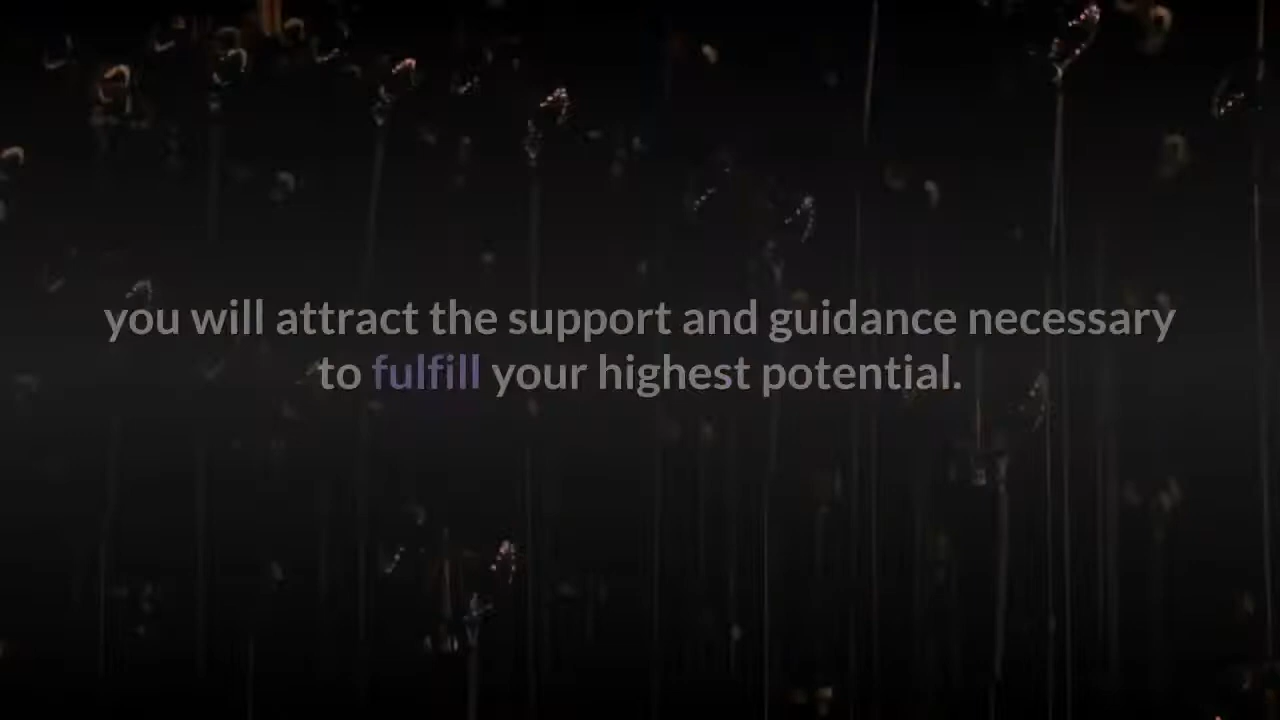 you will attract the support and guidance necessary
to fulfill your highest potential.